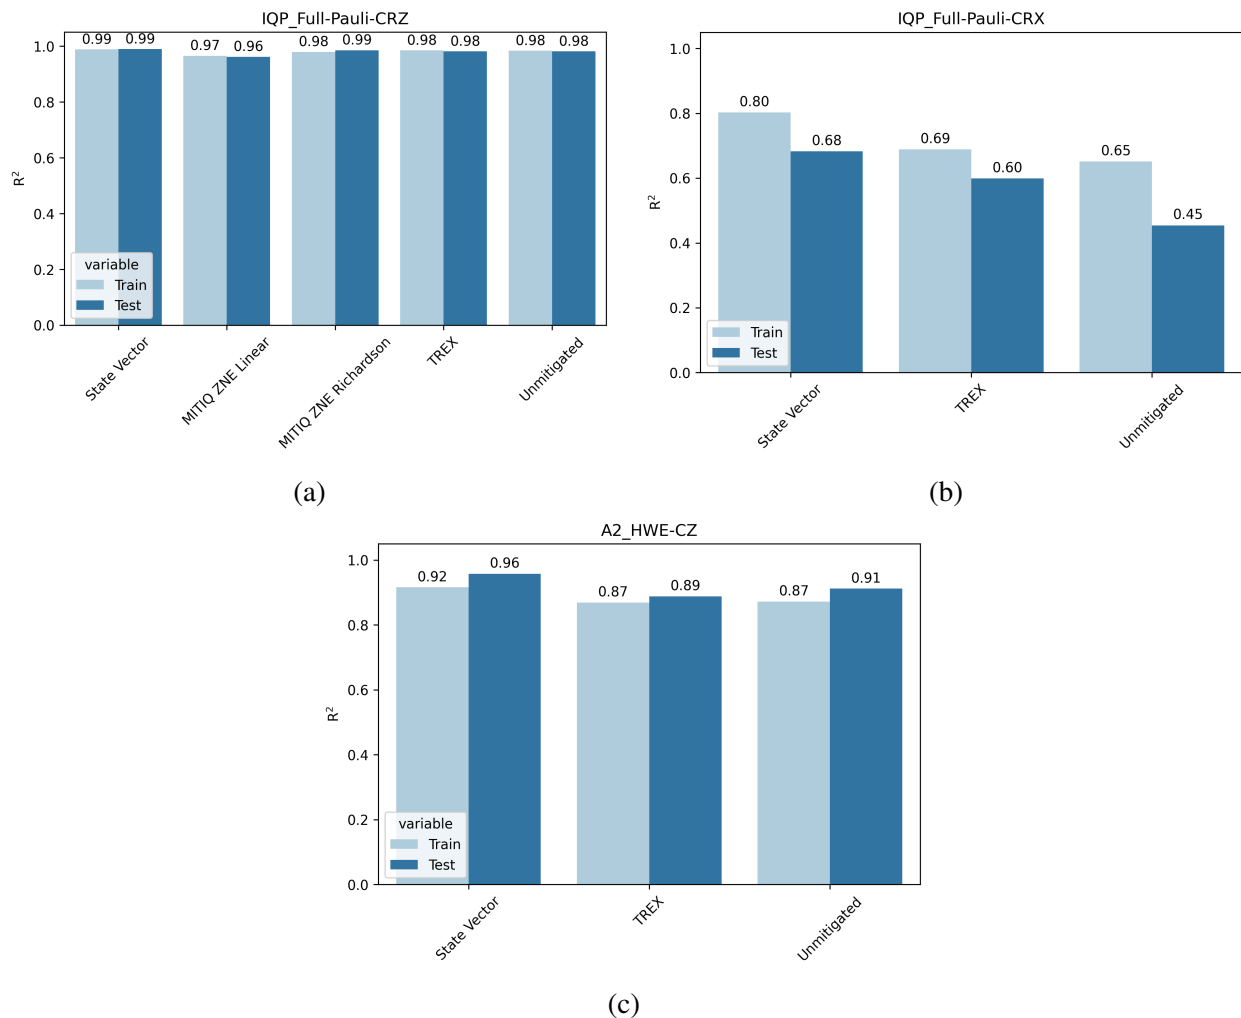 IQP_Full-Pauli-CRZ
1.0
0.8
0.6
0.4
0.2
0.0
R²
0.99 0.99 0.97 0.96 0.98 0.99 0.98 0.98 0.98 0.98
variable
Train
Test
State Vector
MITIQ ZNE Linear
MITIQ ZNE Richardson
TREX
Unmitigated
(a)
IQP_Full-Pauli-CRX
1.0
0.8
0.6
0.4
0.2
0.0
R²
0.80 0.68 0.69 0.60 0.65 0.45
Train
Test
State Vector
TREX
Unmitigated
(b)
A2_HWE-CZ
1.0
0.8
0.6
0.4
0.2
0.0
R²
0.92 0.96 0.87 0.89 0.87 0.91
variable
Train
Test
State Vector
TREX
Unmitigated
(c)